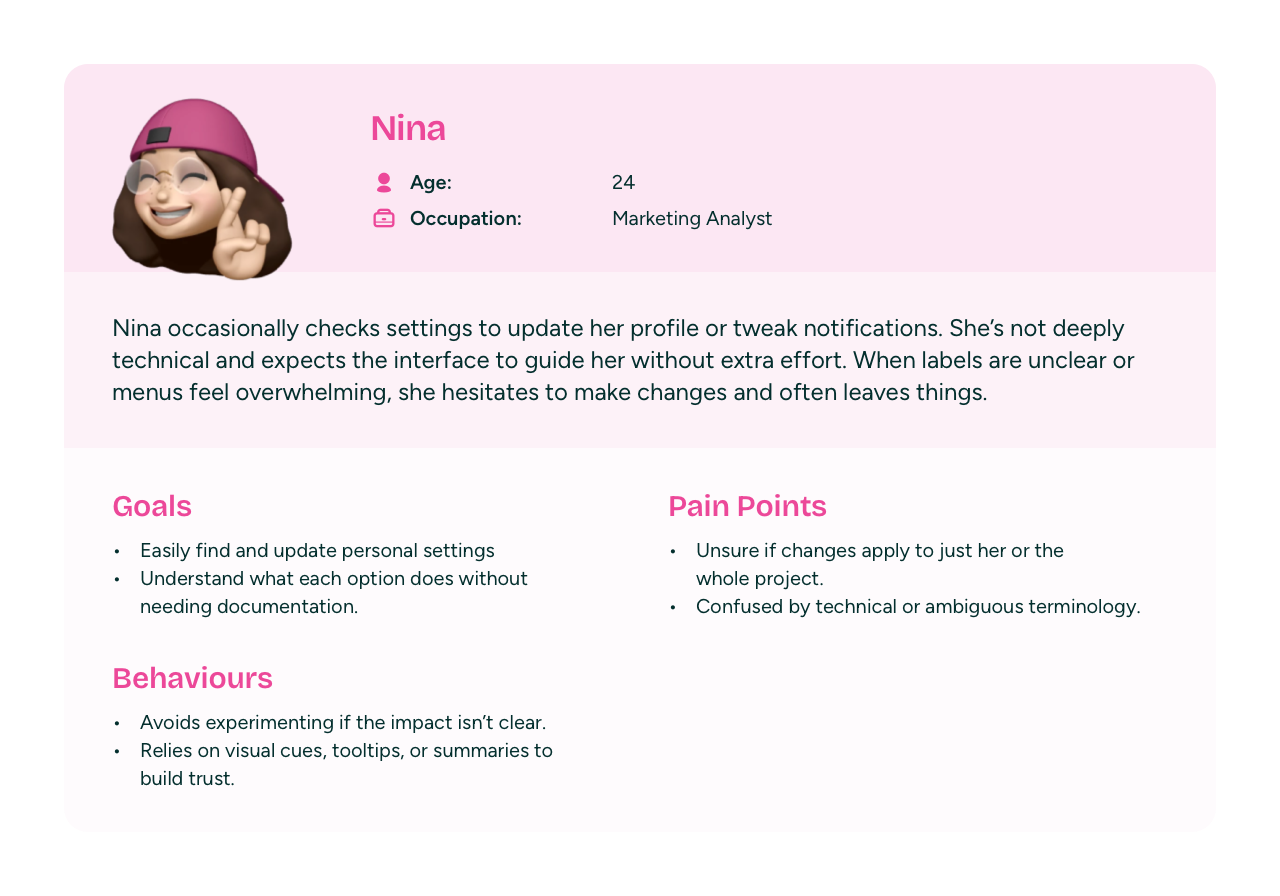 Nina
Age: 24
Occupation: Marketing Analyst
Nina occasionally checks settings to update her profile or tweak notifications. She’s not deeply
technical and expects the interface to guide her without extra effort. When labels are unclear or
menus feel overwhelming, she hesitates to make changes and often leaves things.
Goals
• Easily find and update personal settings
• Understand what each option does without
needing documentation.
Pain Points
• Unsure if changes apply to just her or the
whole project.
• Confused by technical or ambiguous terminology.
Behaviours
• Avoids experimenting if the impact isn’t clear.
• Relies on visual cues, tooltips, or summaries to
build trust.